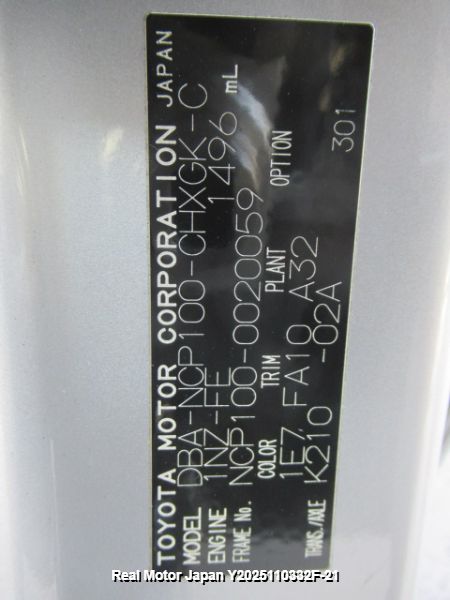 TOYOTA MOTOR CORPORATION JAPAN
MODEL DBA-NCP100-CHXGK-C
ENGINE 1NZ-FE 1496 mL
FRAME No. NCP100-0020059
COLOR TRIM PLANT OPTION
1E7 FA10 A32 301
TRANS./AXLE K210 -02A
Real Motor Japan Y2025110332F-21